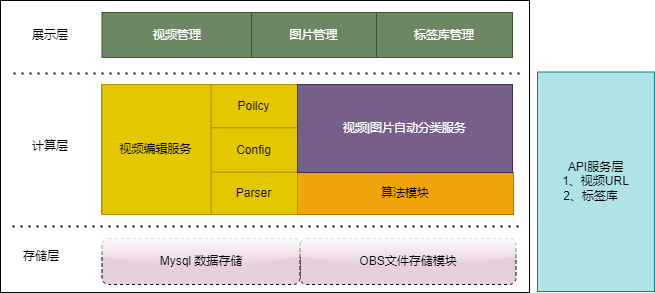 展示层
视频管理
图片管理
标签库管理
计算层
视频编辑服务
Poilcy
Config
Parser
视频|图片自动分类服务
算法模块
存储层
Mysql 数据存储
OBS文件存储模块
API服务层
1、视频URL
2、标签库